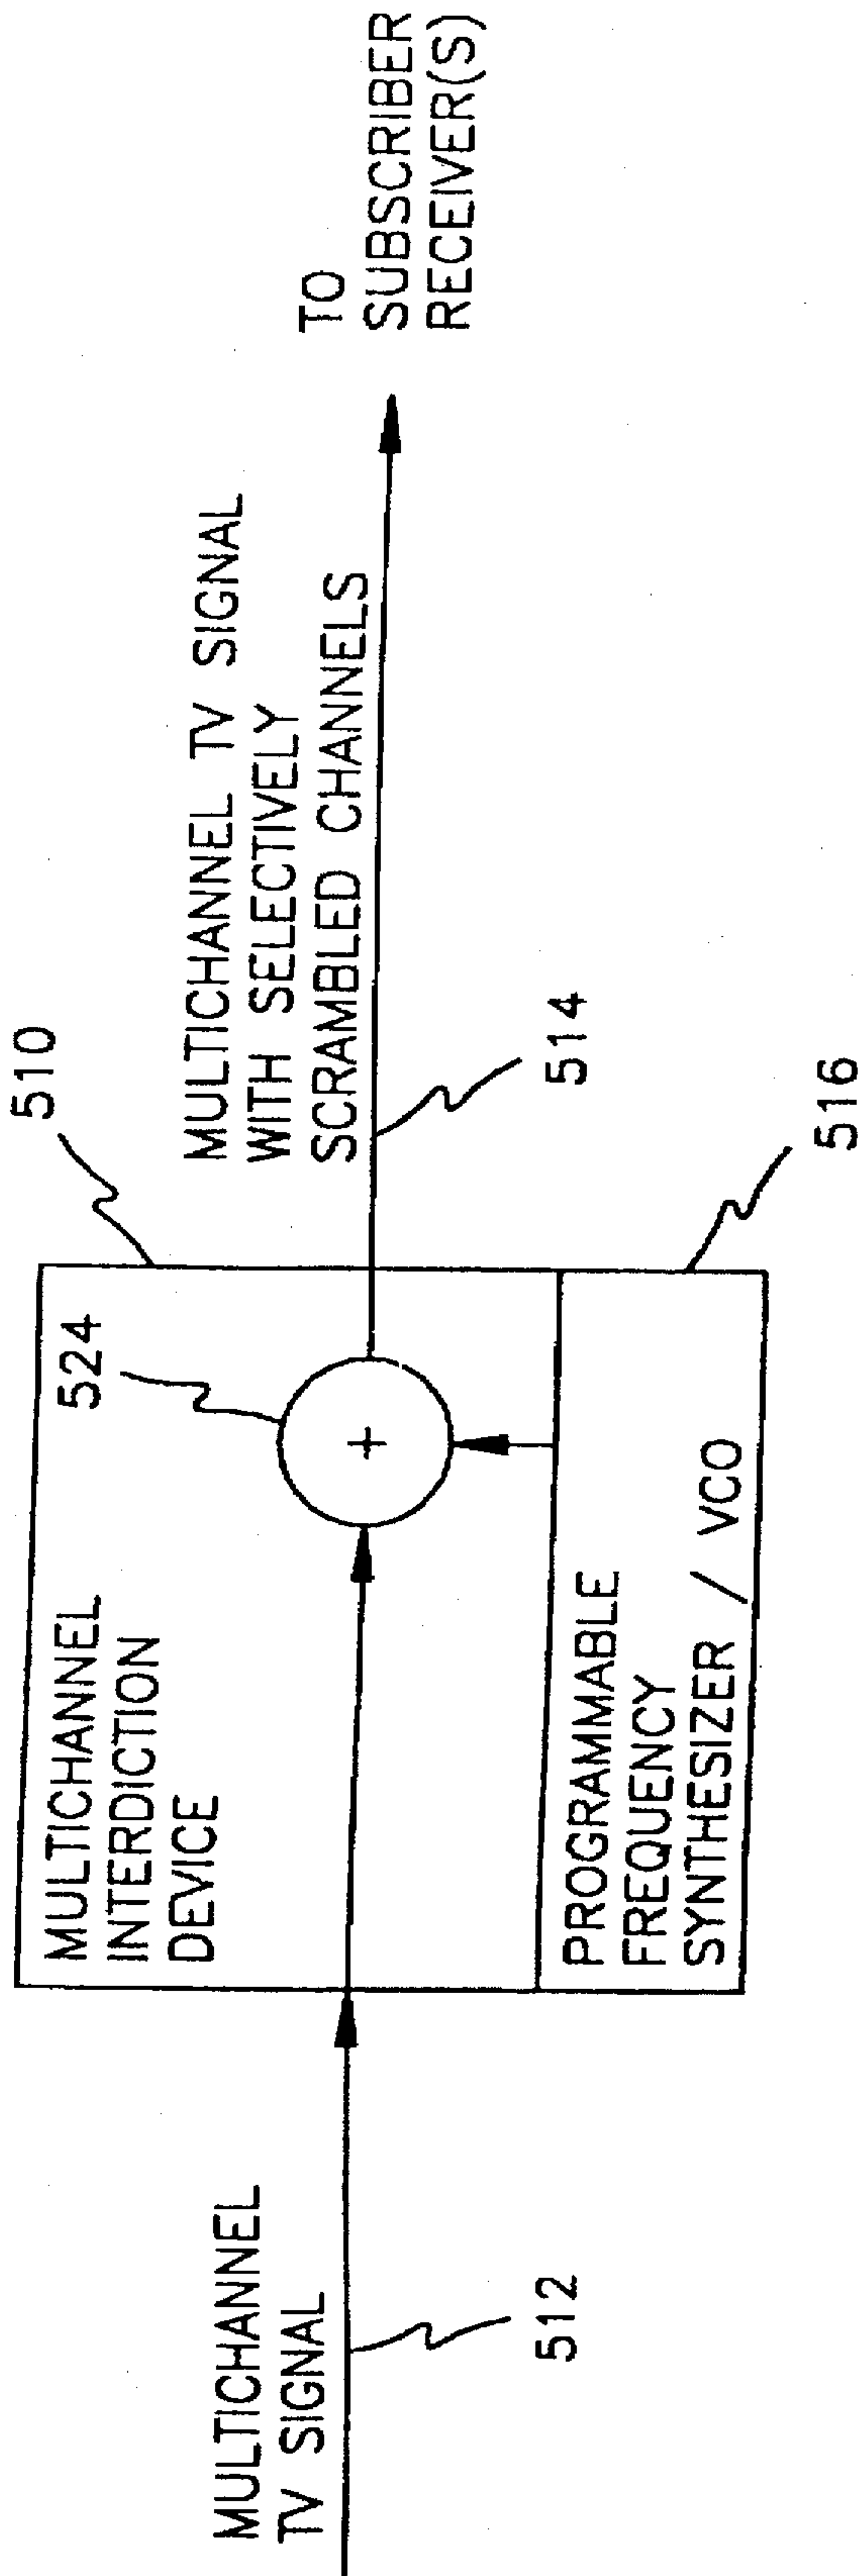 MULTICHANNEL
TV SIGNAL
512
MULTICHANNEL
INTERDICTION
DEVICE
524
+
PROGRAMMABLE
FREQUENCY
SYNTHESIZER / VCO
510
516
MULTICHANNEL TV SIGNAL
WITH SELECTIVELY
SCRAMBLED CHANNELS
514
TO
SUBSCRIBER
RECEIVER(S)